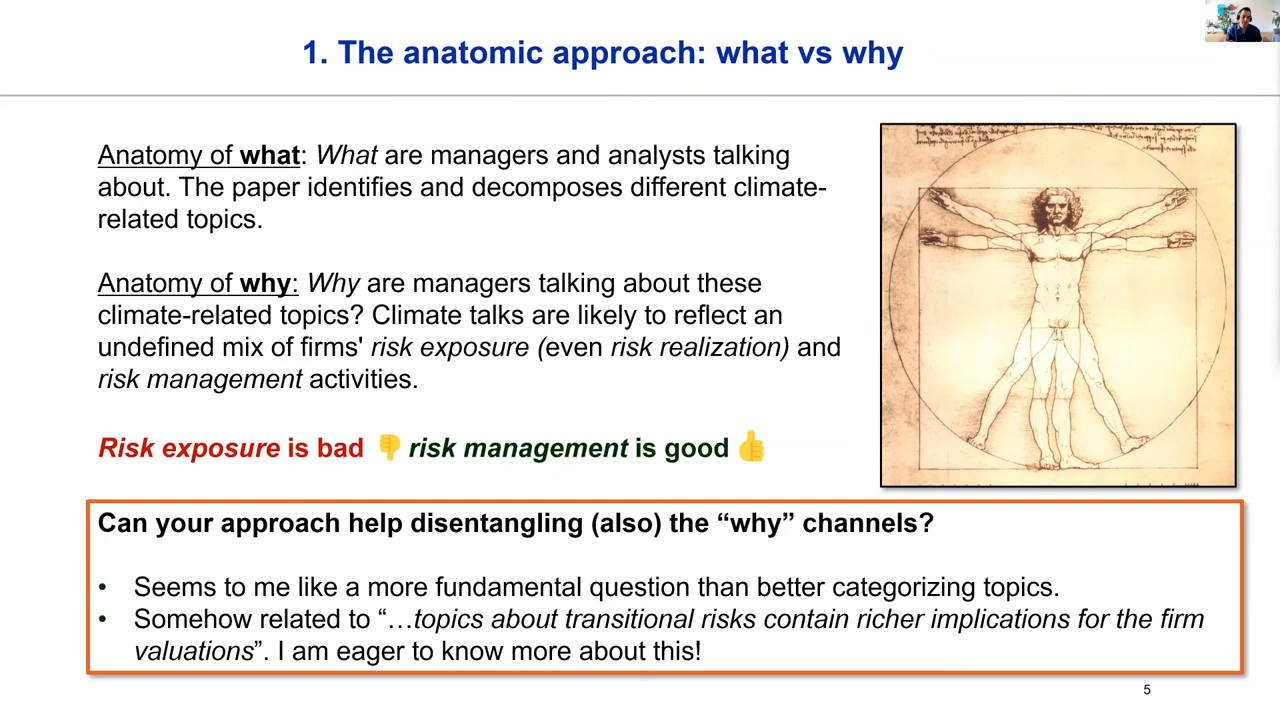 1. The anatomic approach: what vs why
Anatomy of what: What are managers and analysts talking
about. The paper identifies and decomposes different climate-
related topics.
Anatomy of why: Why are managers talking about these
climate-related topics? Climate talks are likely to reflect an
undefined mix of firms' risk exposure (even risk realization) and
risk management activities.
Risk exposure is bad 👎 risk management is good 👍
Can your approach help disentangling (also) the “why” channels?
• Seems to me like a more fundamental question than better categorizing topics.
• Somehow related to “…topics about transitional risks contain richer implications for the firm
valuations”. I am eager to know more about this!
5